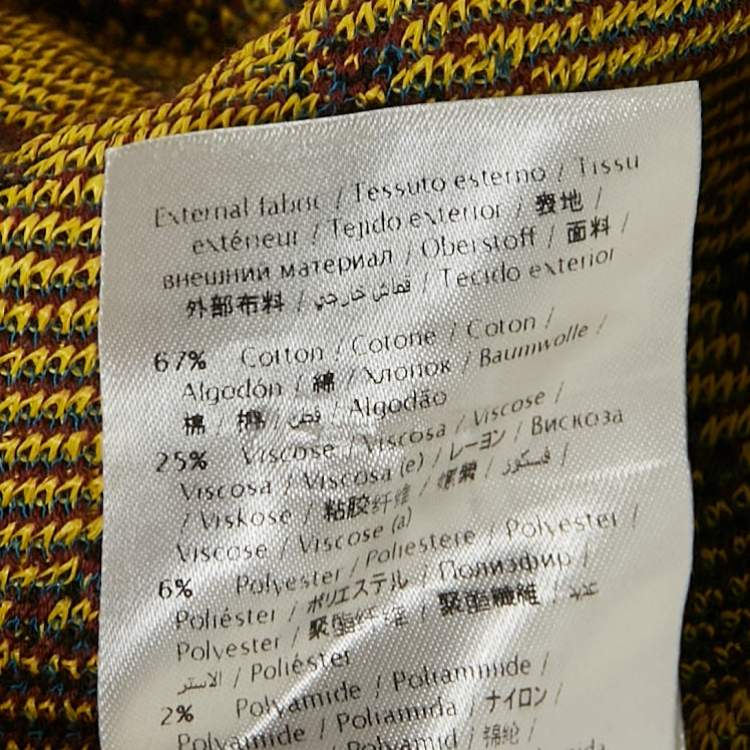 External fabric / Tessuto esterno / Tissu
extérieur / Tejido exterior / 表地 /
внешний материал / Oberstoff / 面料 /
外部布料 / قماش خارجي / Tecido exterior
67% Cotton / Cotone / Coton /
Algodón / 綿 / Хлопок / Baumwolle /
棉 / 棉 / قطن / Algodão
25% Viscose / Viscosa / Viscose /
Viscosa / Viscosa (e) / レーヨン / Вискоза
/ Viskose / 粘胶纤维 / / فسكوز /
Viscose / Viscose (a)
6% Polyester / Poliestere / Polyester /
Poliéster / ポリエステル / Полиэфир /
Polyester / 聚酯纤维 / 聚酯纖維 /
الاستر / Poliéster
2% Polyamide / Poliammide /
Polyamide / Poliamida / ナイロン /
/ Polyamid / 锦纶 /